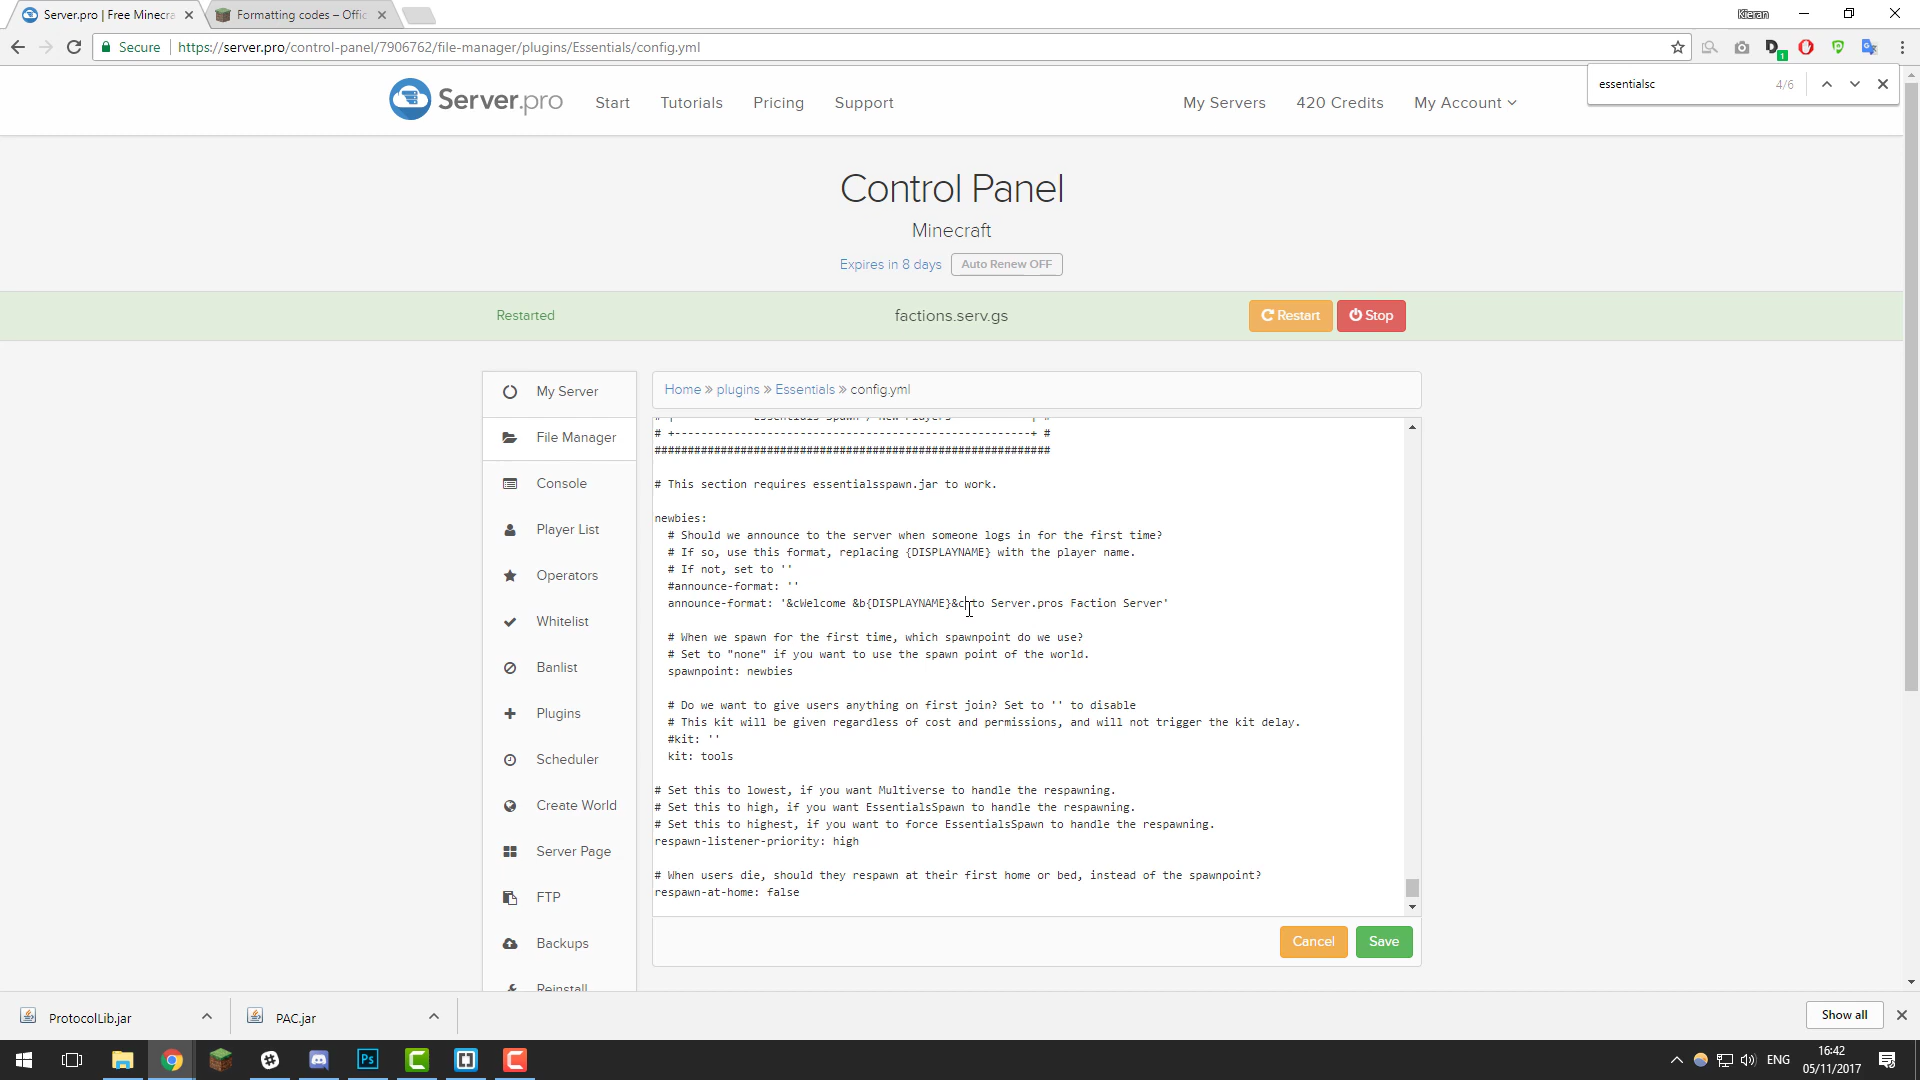 Server.pro | Free Minecra
Formatting codes – Offic
Kieran
Secure
https://server.pro/control-panel/7906762/file-manager/plugins/Essentials/config.yml
1
essentialsc
4/6
Server.pro
Start
Tutorials
Pricing
Support
My Servers
420 Credits
My Account
Control Panel
Minecraft
Expires in 8 days
Auto Renew OFF
Restarted
factions.serv.gs
Restart
Stop
My Server
File Manager
Console
Player List
Operators
Whitelist
Banlist
Plugins
Scheduler
Create World
Server Page
FTP
Backups
Reinstall
Home » plugins » Essentials » config.yml
# +------------------------------------------------------+ #
############################################################
# This section requires essentialsspawn.jar to work.
newbies:
# Should we announce to the server when someone logs in for the first time?
# If so, use this format, replacing {DISPLAYNAME} with the player name.
# If not, set to ''
#announce-format: ''
announce-format: '&cWelcome &b{DISPLAYNAME}&c to Server.pros Faction Server'
# When we spawn for the first time, which spawnpoint do we use?
# Set to "none" if you want to use the spawn point of the world.
spawnpoint: newbies
# Do we want to give users anything on first join? Set to '' to disable
# This kit will be given regardless of cost and permissions, and will not trigger the kit delay.
#kit: ''
kit: tools
# Set this to lowest, if you want Multiverse to handle the respawning.
# Set this to high, if you want EssentialsSpawn to handle the respawning.
# Set this to highest, if you want to force EssentialsSpawn to handle the respawning.
respawn-listener-priority: high
# When users die, should they respawn at their first home or bed, instead of the spawnpoint?
respawn-at-home: false
Cancel
Save
ProtocolLib.jar
PAC.jar
Show all
Ps
ENG
16:42
05/11/2017